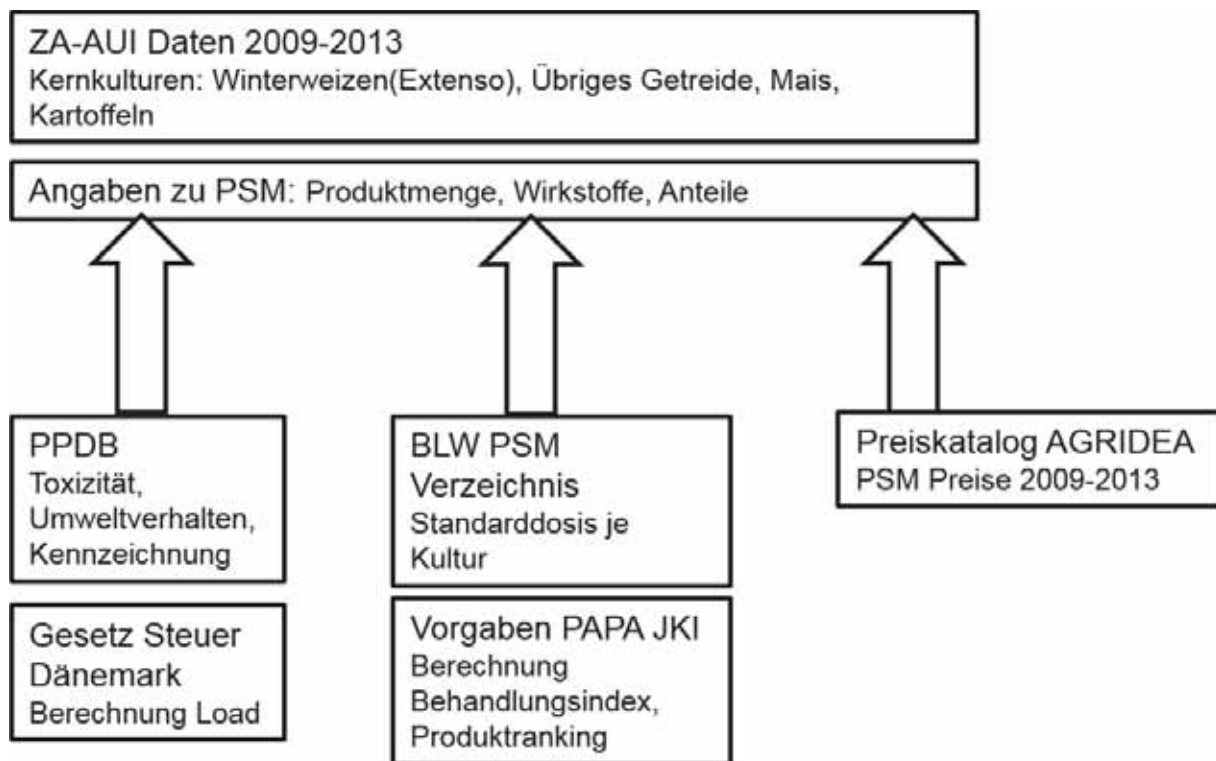 ZA-AUI Daten 2009-2013
Kernkulturen: Winterweizen(Extenso), Übriges Getreide, Mais,
Kartoffeln
Angaben zu PSM: Produktmenge, Wirkstoffe, Anteile
PPDB
Toxizität,
Umweltverhalten,
Kennzeichnung
Gesetz Steuer
Dänemark
Berechnung Load
BLW PSM
Verzeichnis
Standarddosis je
Kultur
Vorgaben PAPA JKI
Berechnung
Behandlungsindex,
Produktranking
Preiskatalog AGRIDEA
PSM Preise 2009-2013